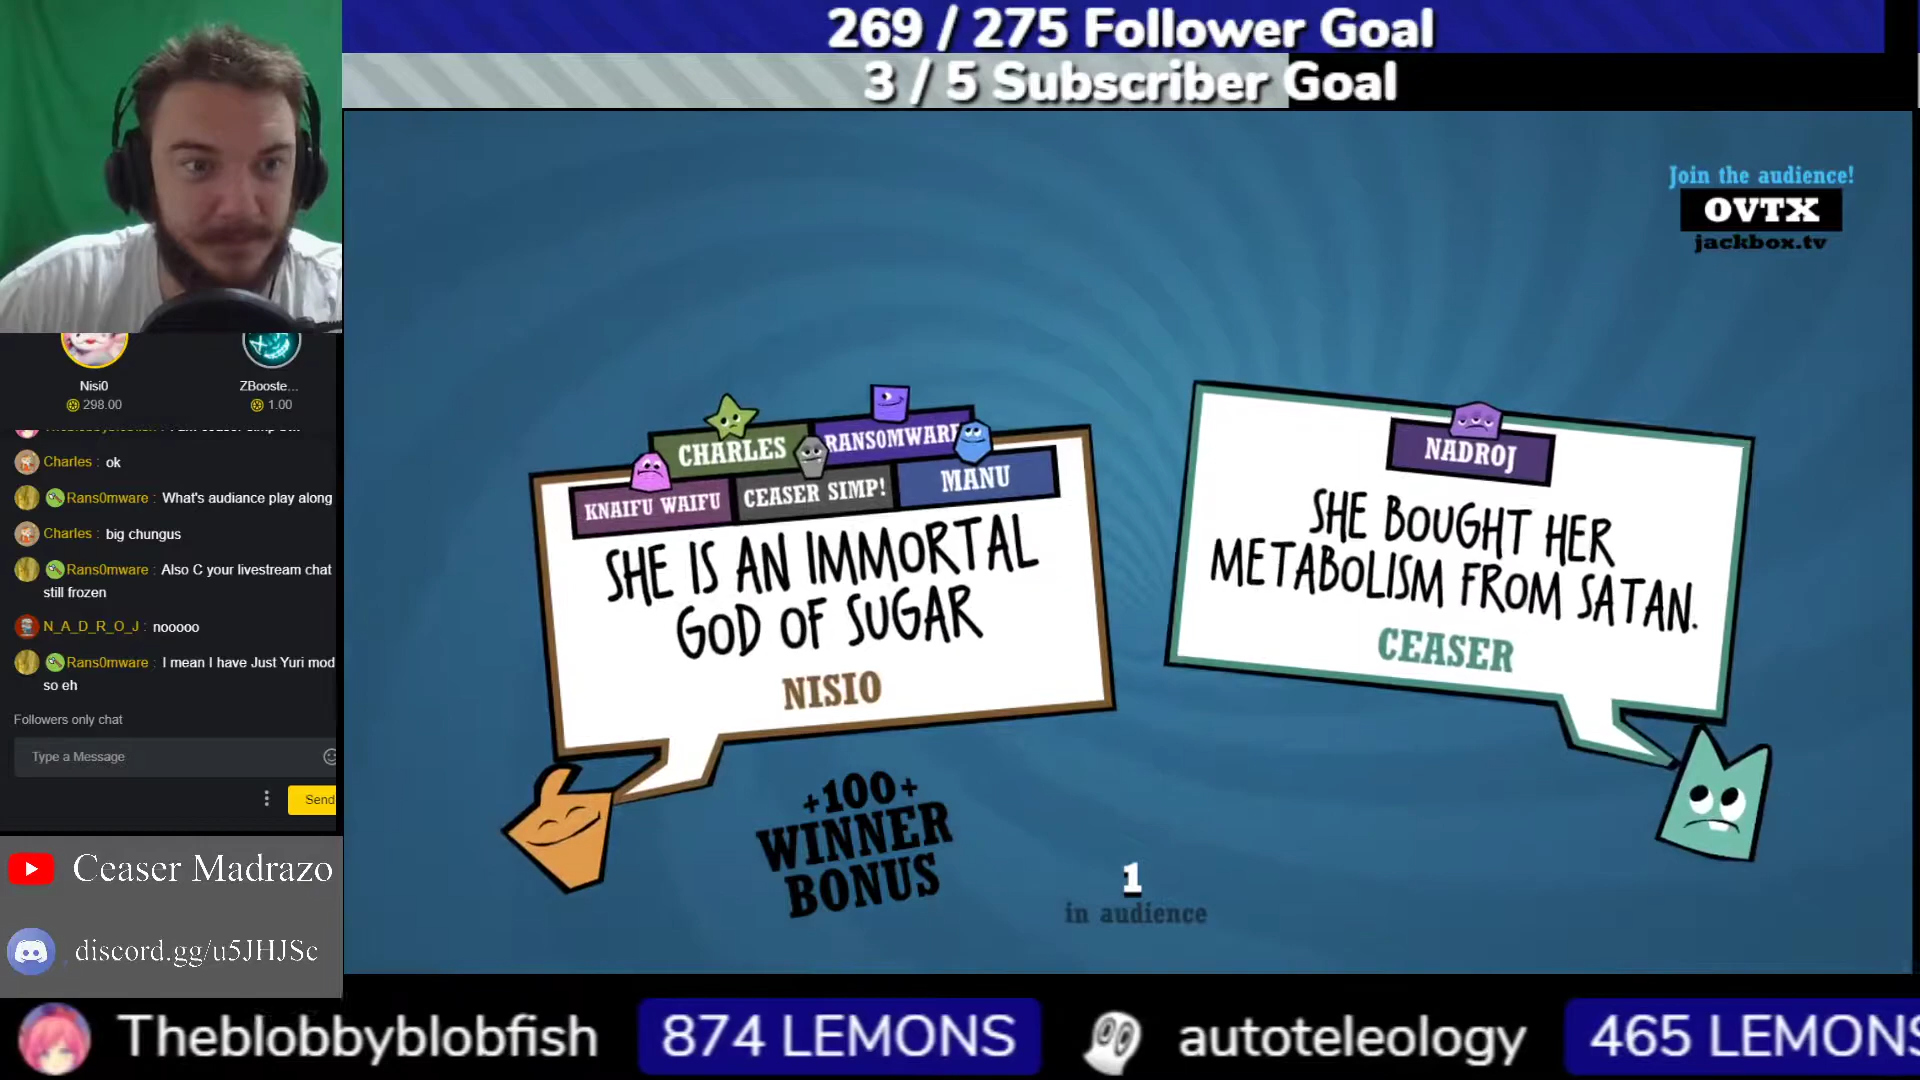 269 / 275 Follower Goal
3 / 5 Subscriber Goal
Join the audience!
OVTX
jackbox.tv
Nisi0
298.00
ZBooste...
1.00
Charles : ok
Rans0mware : What's audience play along
Charles : big chungus
Rans0mware : Also C your livestream chat
still frozen
N_A_D_R_O_J : nooooo
Rans0mware : I mean I have Just Yuri mod
so eh
Followers only chat
Type a Message
Send
CHARLES
RANSOMWARE
KNAIFU WAIFU
CEASER SIMP!
MANU
SHE IS AN IMMORTAL
GOD OF SUGAR
NISIO
NADROJ
SHE BOUGHT HER
METABOLISM FROM SATAN.
CEASER
+100+
WINNER
BONUS
1
in audience
Ceaser Madrazo
discord.gg/u5JHJSc
Theblobbyblobfish
874 LEMONS
autoteleology
465 LEMONS